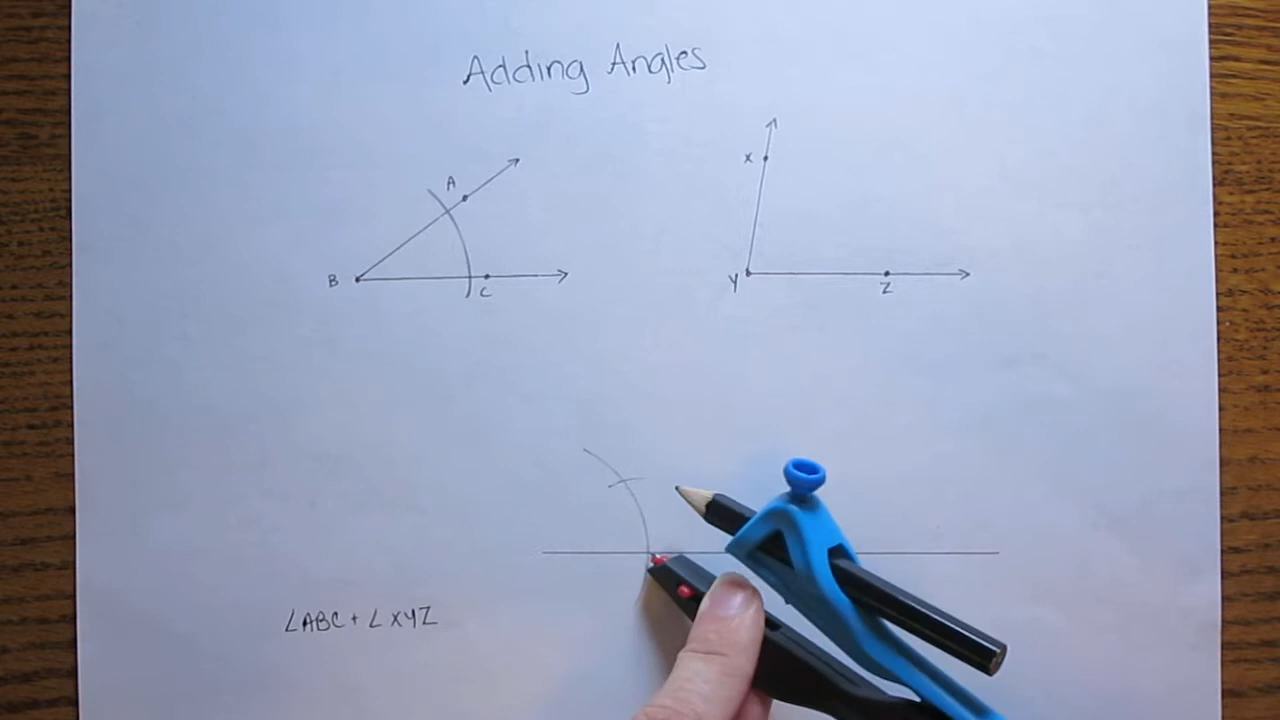 Adding Angles
A
B
C
X
Y
Z
∠ABC + ∠XYZ